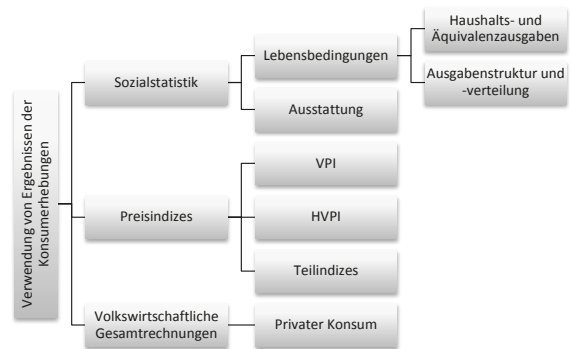 Verwendung von Ergebnissen der
Konsumerhebungen
Sozialstatistik
Lebensbedingungen
Haushalts- und
Äquivalenzausgaben
Ausgabenstruktur und
-verteilung
Ausstattung
Preisindizes
VPI
HVPI
Teilindizes
Volkswirtschaftliche
Gesamtrechnungen
Privater Konsum